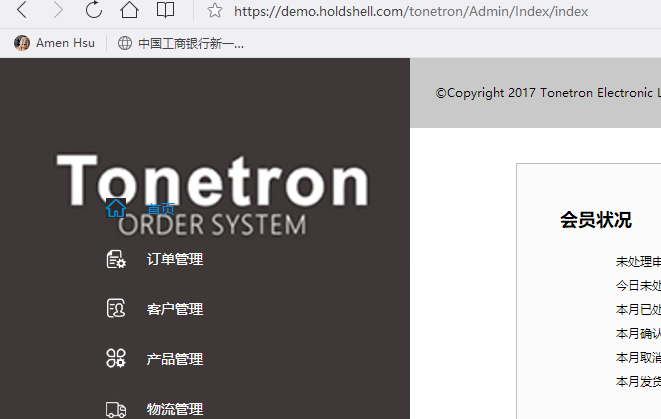 https://demo.holdshell.com/tonetron/Admin/Index/index
Amen Hsu
中国工商银行新一...
©Copyright 2017 Tonetron Electronic L
Tonetron
首页
ORDER SYSTEM
订单管理
客户管理
产品管理
物流管理
会员状况
未处理申
今日未处
本月已处
本月确认
本月取消
本月发货